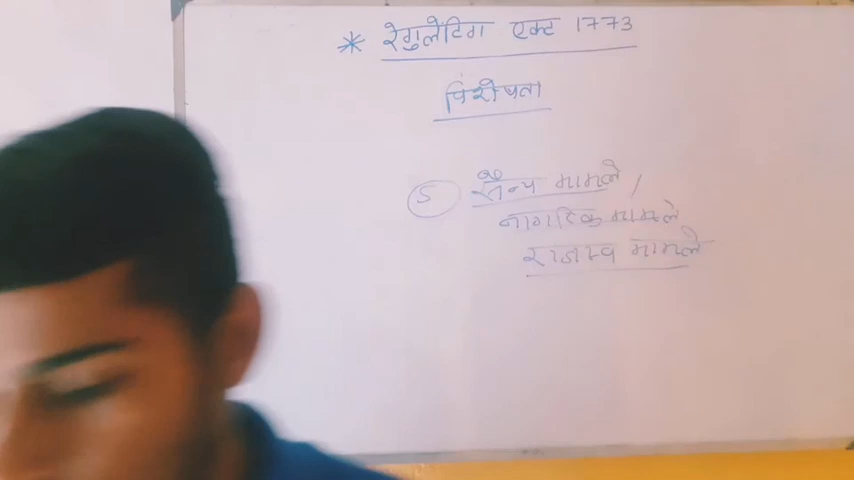 * रेगुलेंटिग एक्ट 1773
विशेषता
5 सैन्य मामले,
नागरिक मामले
राजस्व मामले